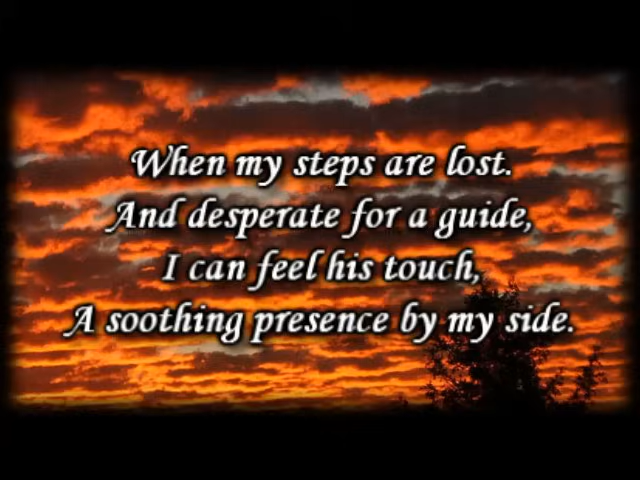 When my steps are lost.
And desperate for a guide,
I can feel his touch,
A soothing presence by my side.